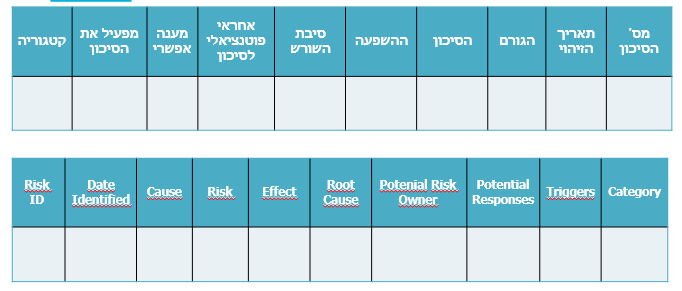 מס' הסיכון
תאריך הזיהוי
הגורם
הסיכון
ההשפעה
סיבת השורש
אחראי פוטנציאלי לסיכון
מענה אפשרי
מפעיל את הסיכון
קטגוריה
Risk ID
Date Identified
Cause
Risk
Effect
Root Cause
Potenial Risk Owner
Potential Responses
Triggers
Category